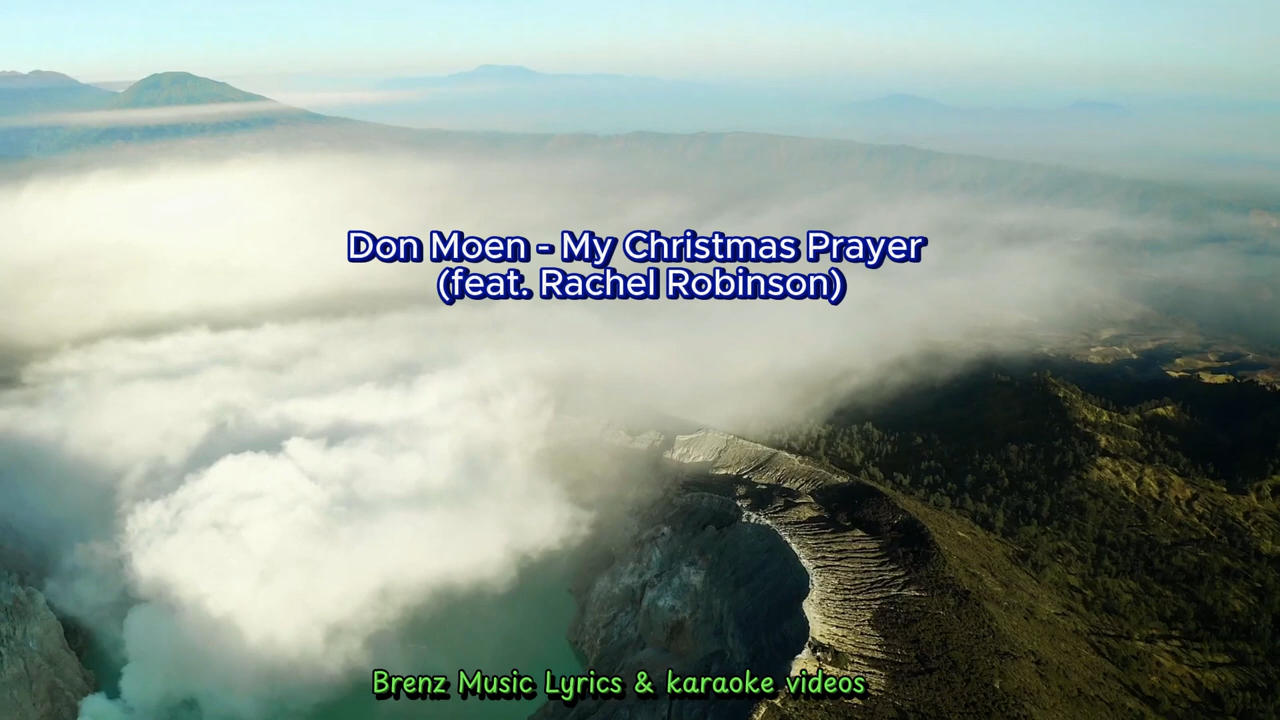 Don Moen - My Christmas Prayer
(feat. Rachel Robinson)
Brenz Music Lyrics & karaoke videos